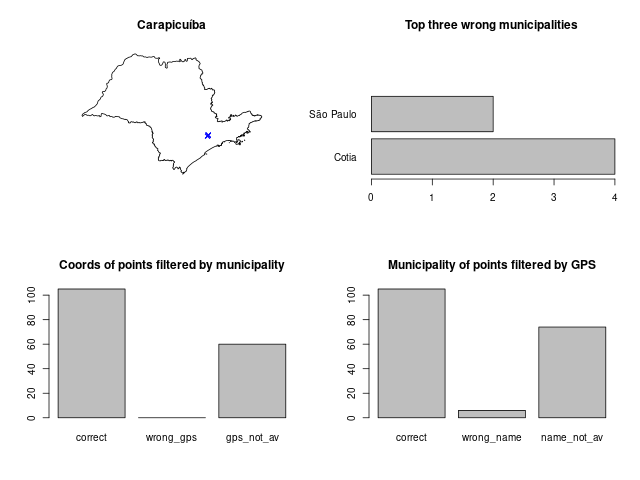 Carapicuíba
Top three wrong municipalities
São Paulo
Cotia
0 1 2 3 4
Coords of points filtered by municipality
100
80
60
40
20
0
correct wrong_gps gps_not_av
Municipality of points filtered by GPS
100
80
60
40
20
0
correct wrong_name name_not_av